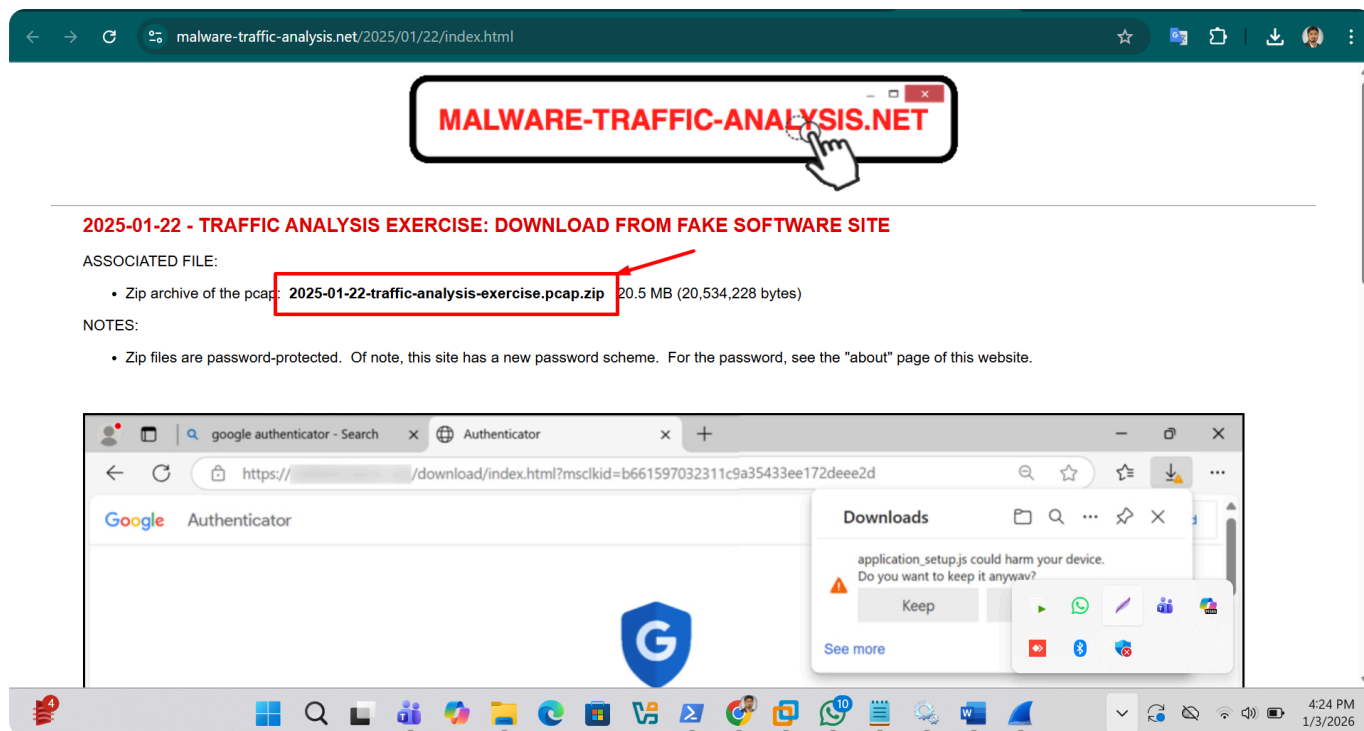 malware-traffic-analysis.net/2025/01/22/index.html
MALWARE-TRAFFIC-ANALYSIS.NET
2025-01-22 - TRAFFIC ANALYSIS EXERCISE: DOWNLOAD FROM FAKE SOFTWARE SITE
ASSOCIATED FILE:
• Zip archive of the pcap: 2025-01-22-traffic-analysis-exercise.pcap.zip 20.5 MB (20,534,228 bytes)
NOTES:
• Zip files are password-protected. Of note, this site has a new password scheme. For the password, see the "about" page of this website.
google authenticator - Search
Authenticator
https://
/download/index.html?msclkid=b661597032311c9a35433ee172deee2d
Google Authenticator
Downloads
application_setup.js could harm your device.
Do you want to keep it anyway?
Keep
See more
4
10
4:24 PM
1/3/2026